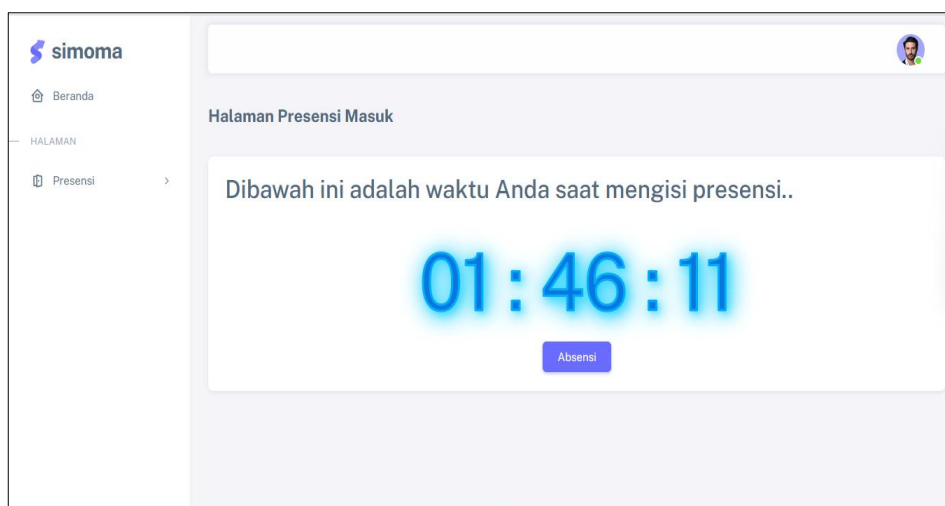 simoma
Beranda
HALAMAN
Presensi
Halaman Presensi Masuk
Dibawah ini adalah waktu Anda saat mengisi presensi..
01 : 46 : 11
Absensi